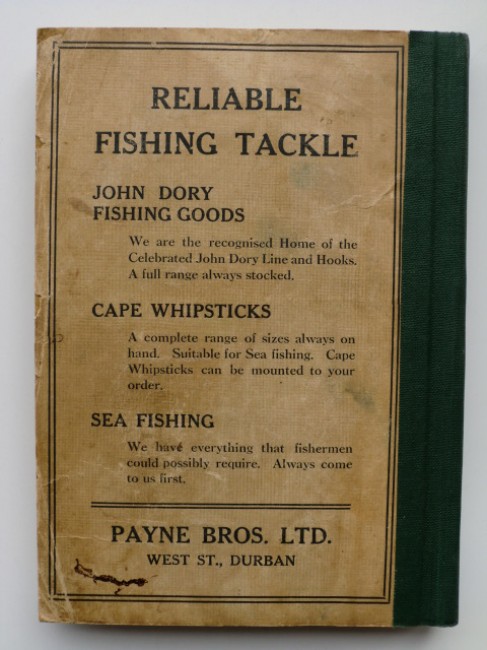 RELIABLE
FISHING TACKLE
JOHN DORY
FISHING GOODS
We are the recognised Home of the
Celebrated John Dory Line and Hooks.
A full range always stocked.
CAPE WHIPSTICKS
A complete range of sizes always on
hand. Suitable for Sea fishing. Cape
Whipsticks can be mounted to your
order.
SEA FISHING
We have everything that fishermen
could possibly require. Always come
to us first.
PAYNE BROS. LTD.
WEST ST., DURBAN